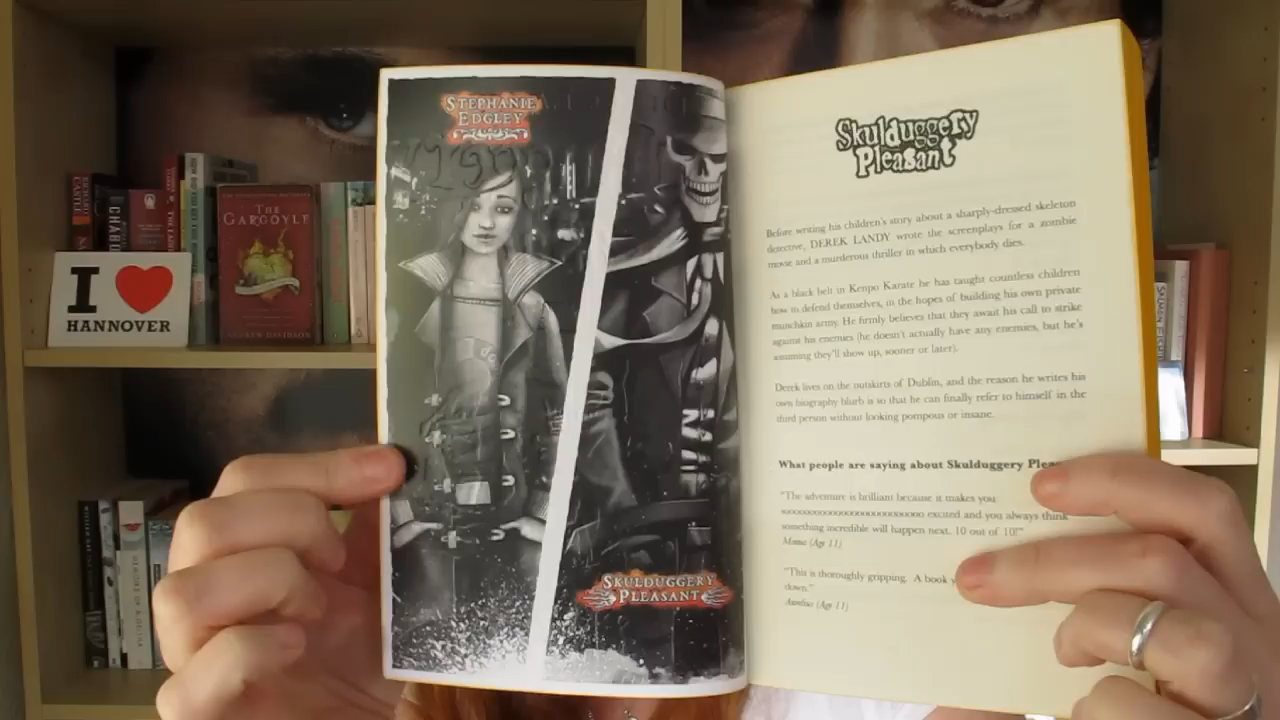 STEPHANIE
EDGLEY
SKULDUGGERY
PLEASANT
Skulduggery
Pleasant
Before writing his children's story about a sharply-dressed skeleton
detective, DEREK LANDY wrote the screenplays for a zombie
movie and a murderous thriller in which everybody dies.
As a black belt in Kenpo Karate he has taught countless children
how to defend themselves, in the hopes of building his own private
munchkin army. He firmly believes that they await his call to strike
against his enemies (he doesn't actually have any enemies, but he's
assuming they'll show up, sooner or later).
Derek lives on the outskirts of Dublin, and the reason he writes his
own biography blurb is so that he can finally refer to himself in the
third person without looking pompous or insane.
What people are saying about Skulduggery Plea
"The adventure is brilliant because it makes you
excited and you always think
something incredible will happen next. 10 out of 10!"
(Age 11)
"This is thoroughly gripping. A book
down."
(Age 11)
I ♥
HANNOVER
THE
GARGOYLE